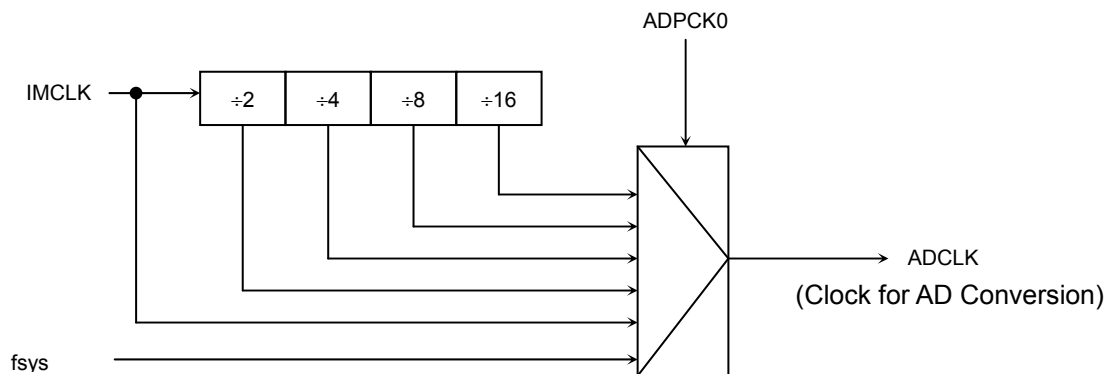 ADPCK0
IMCLK
÷2 ÷4 ÷8 ÷16
ADCLK
(Clock for AD Conversion)
fsys